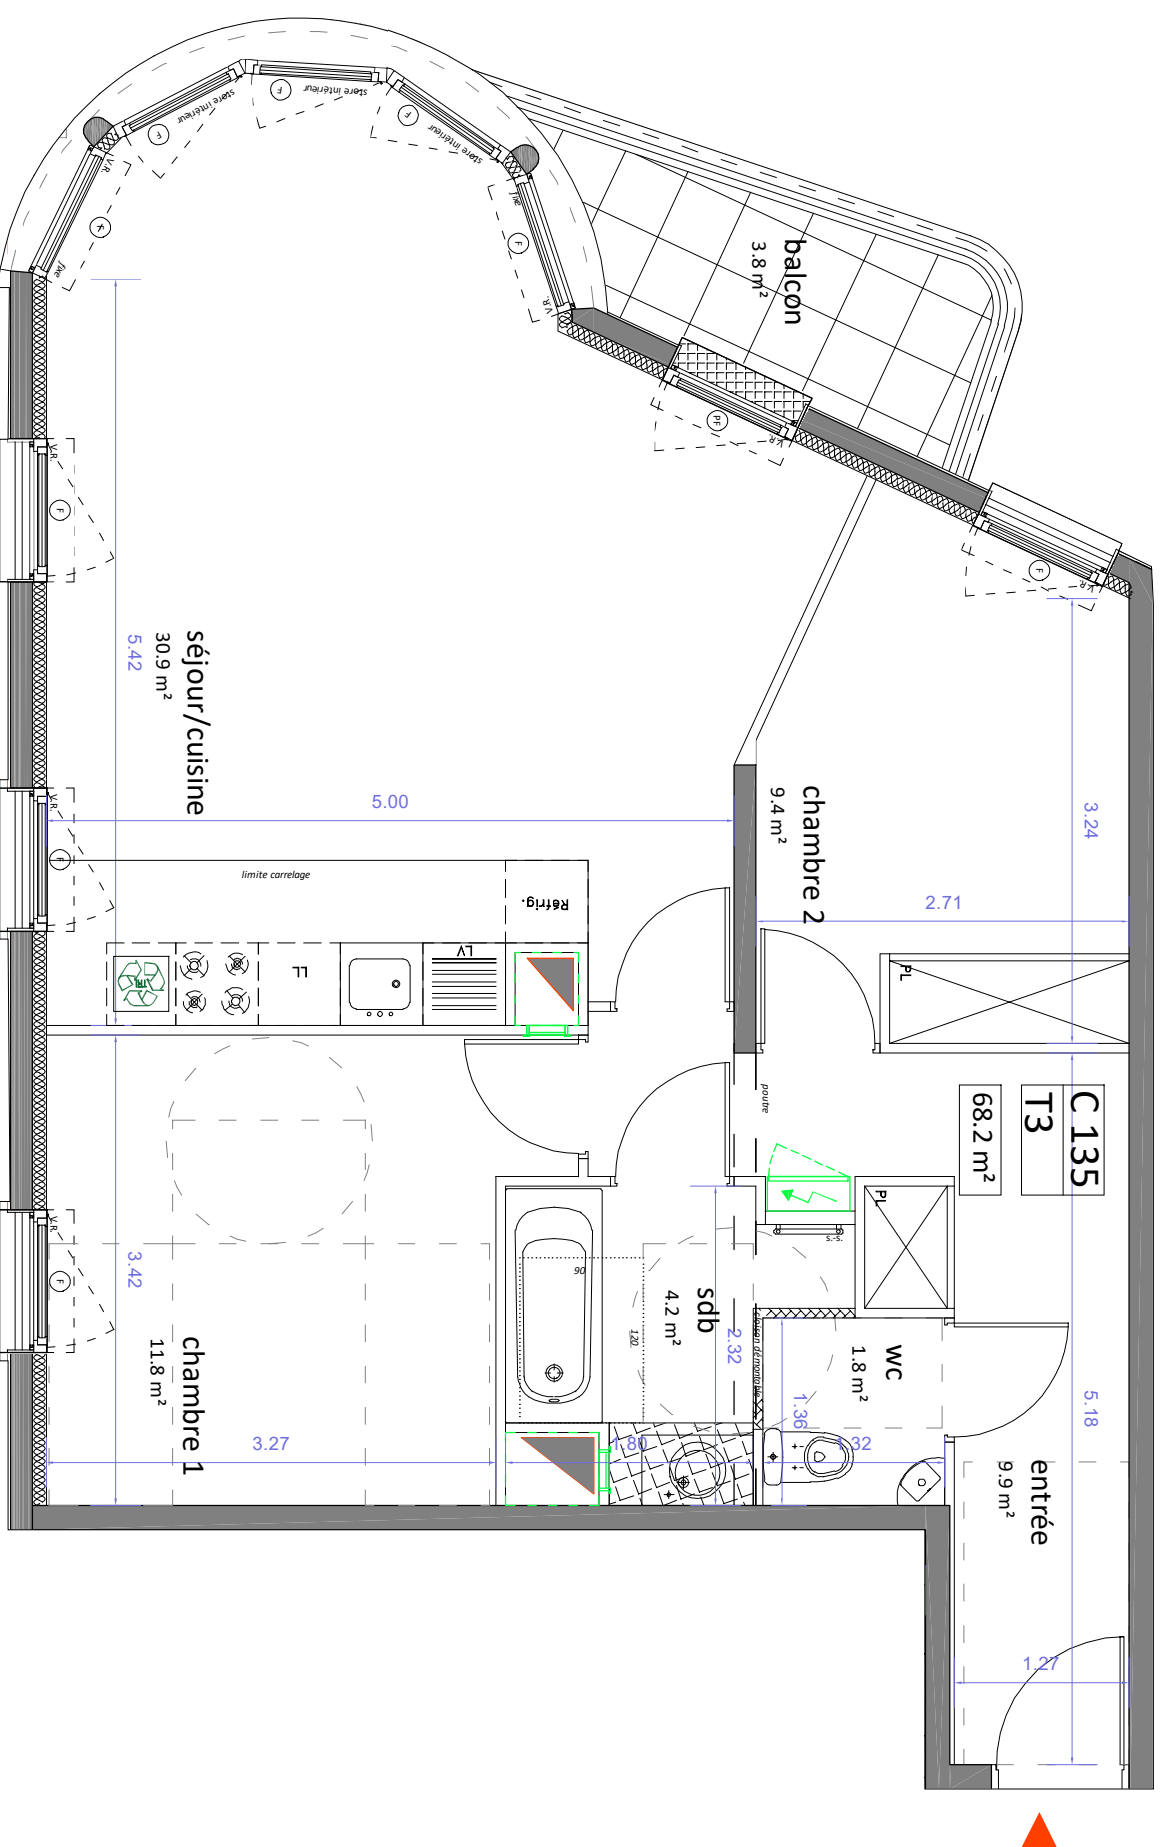 store intérieur
store intérieur
store intérieur
F
F
F
F
F
V.R.
fixe
fixe
V.R.
balcon
3.8 m²
PF
V.R.
F
V.R.
V.R.
F
séjour/cuisine
30.9 m²
5.42
5.00
chambre 2
9.4 m²
3.24
2.71
V.R.
F
limite carrelage
Réfrig.
LV
LL
TRI
PL
poutre
C 135
T3
68.2 m²
PL
s.-s.
V.R.
F
3.42
chambre 1
11.8 m²
3.27
90
120
sdb
4.2 m²
2.32
cloison démontable
1.80
wc
1.8 m²
1.36
1.32
5.18
entrée
9.9 m²
1.27